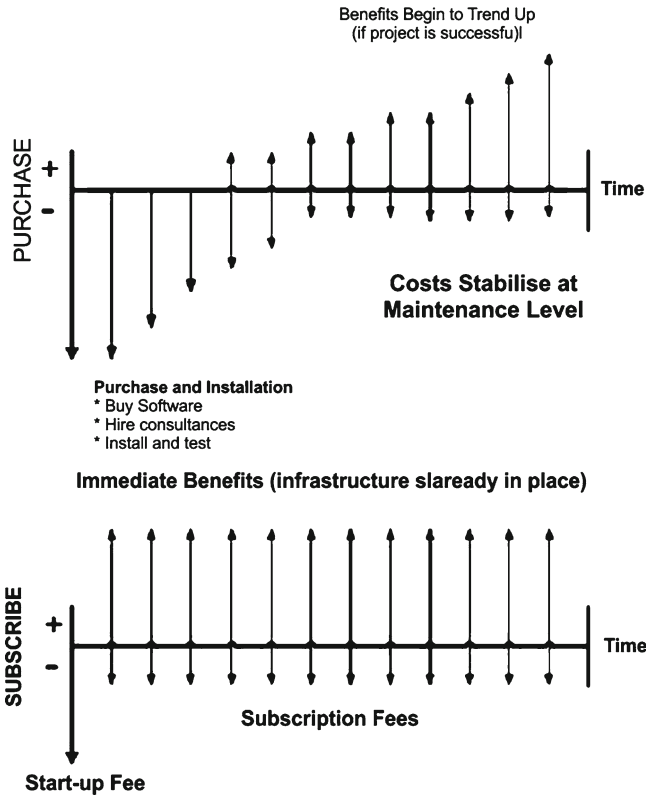 Benefits Begin to Trend Up
(if project is successfu)l
PURCHASE
+
-
Time
Costs Stabilise at
Maintenance Level
Purchase and Installation
* Buy Software
* Hire consultances
* Install and test
Immediate Benefits (infrastructure slaready in place)
SUBSCRIBE
+
-
Time
Subscription Fees
Start-up Fee